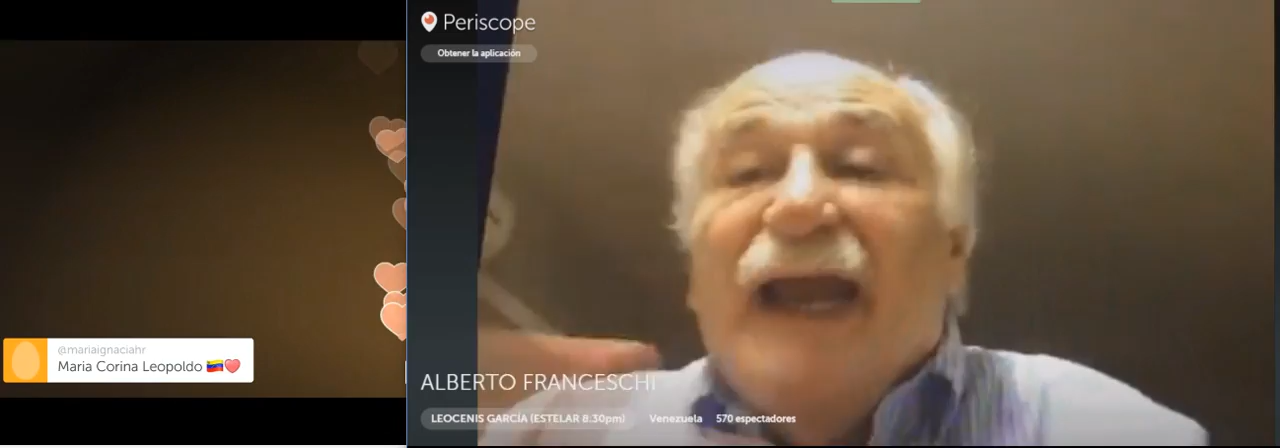 Periscope
Obtener la aplicación
@mariaignaciahr
Maria Corina Leopoldo 🇻🇪❤️
ALBERTO FRANCESCHI
LEOCENIS GARCÍA (ESTELAR 8:30pm) Venezuela 570 espectadores